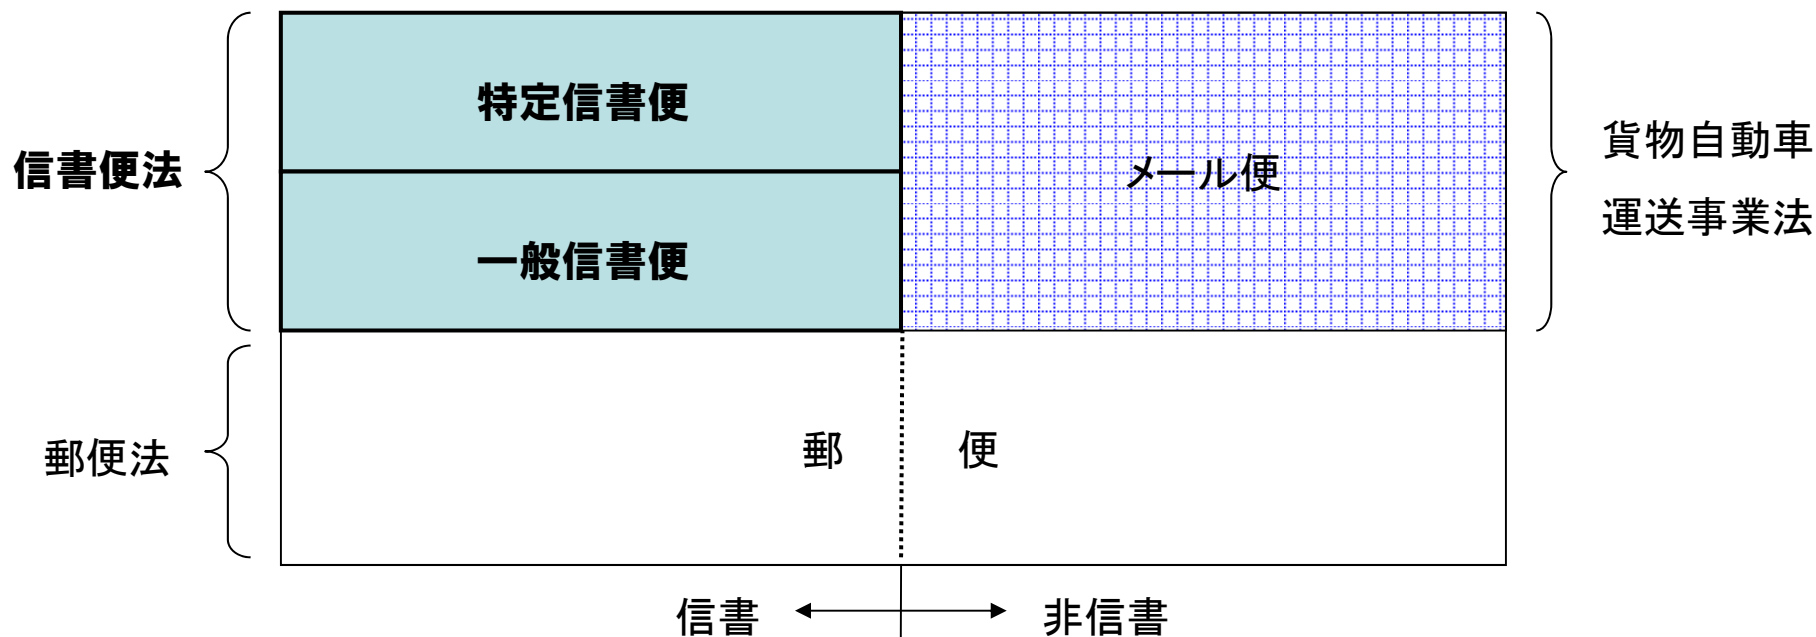 特定信書便
信書便法
メール便
貨物自動車
運送事業法
一般信書便
郵便法
郵 便
信書
非信書